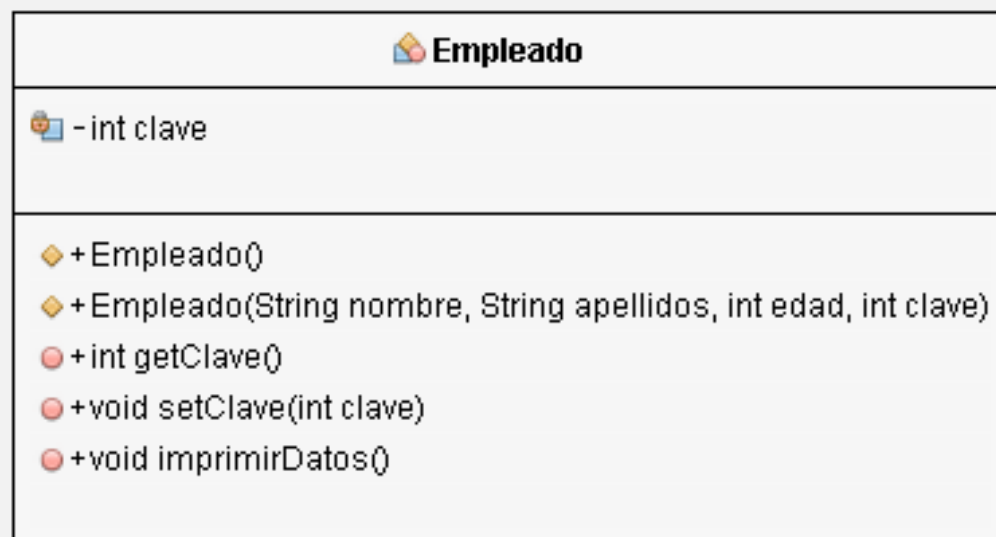 Empleado
-int clave
+Empleado()
+Empleado(String nombre, String apellidos, int edad, int clave)
+int getClave()
+void setClave(int clave)
+void imprimirDatos()